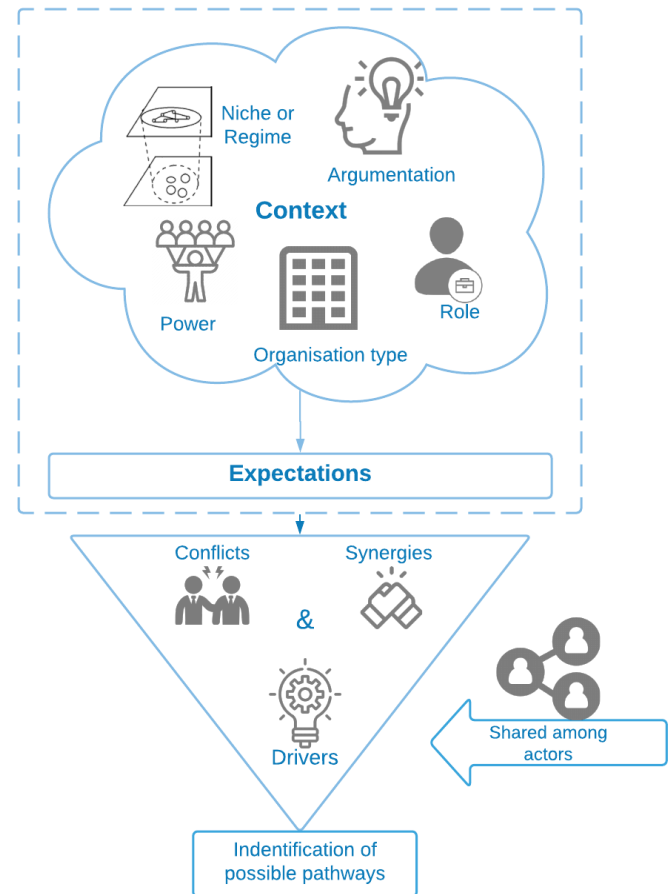 Niche or
Regime
Argumentation
Context
Power
Role
Organisation type
Expectations
Conflicts
Synergies
&
Drivers
Shared among
actors
Indentification of
possible pathways